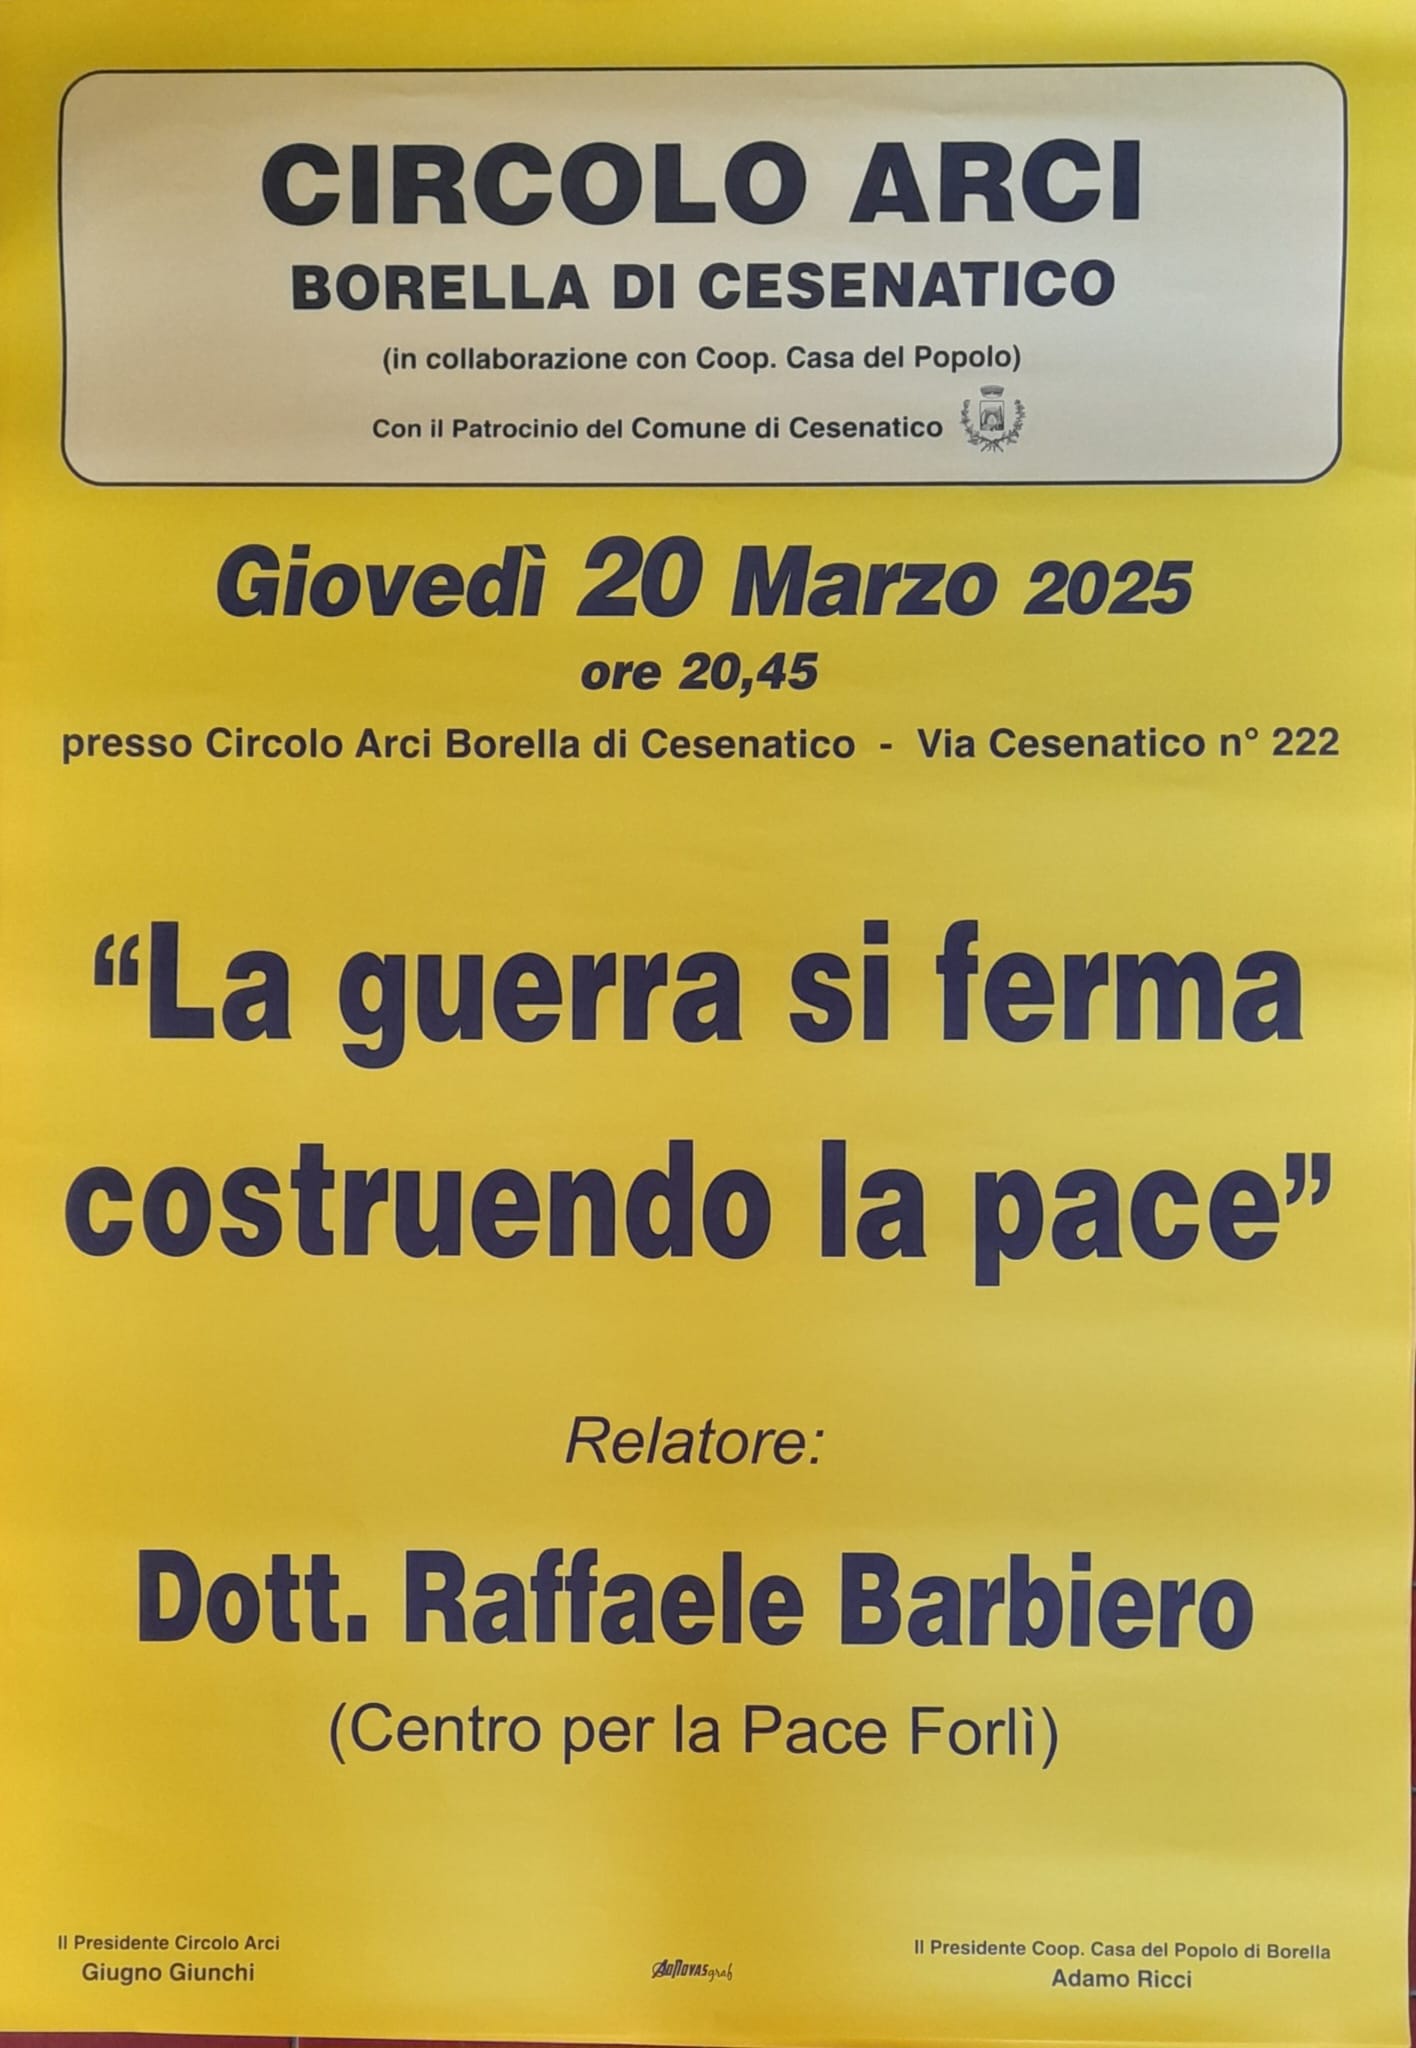 CIRCOLO ARCI
BORELLA DI CESENATICO
(in collaborazione con Coop. Casa del Popolo)
Con il Patrocinio del Comune di Cesenatico
Giovedì 20 Marzo 2025
ore 20,45
presso Circolo Arci Borella di Cesenatico - Via Cesenatico n° 222
“La guerra si ferma
costruendo la pace”
Relatore:
Dott. Raffaele Barbiero
(Centro per la Pace Forlì)
Il Presidente Circolo Arci
Giugno Giunchi
Il Presidente Coop. Casa del Popolo di Borella
Adamo Ricci